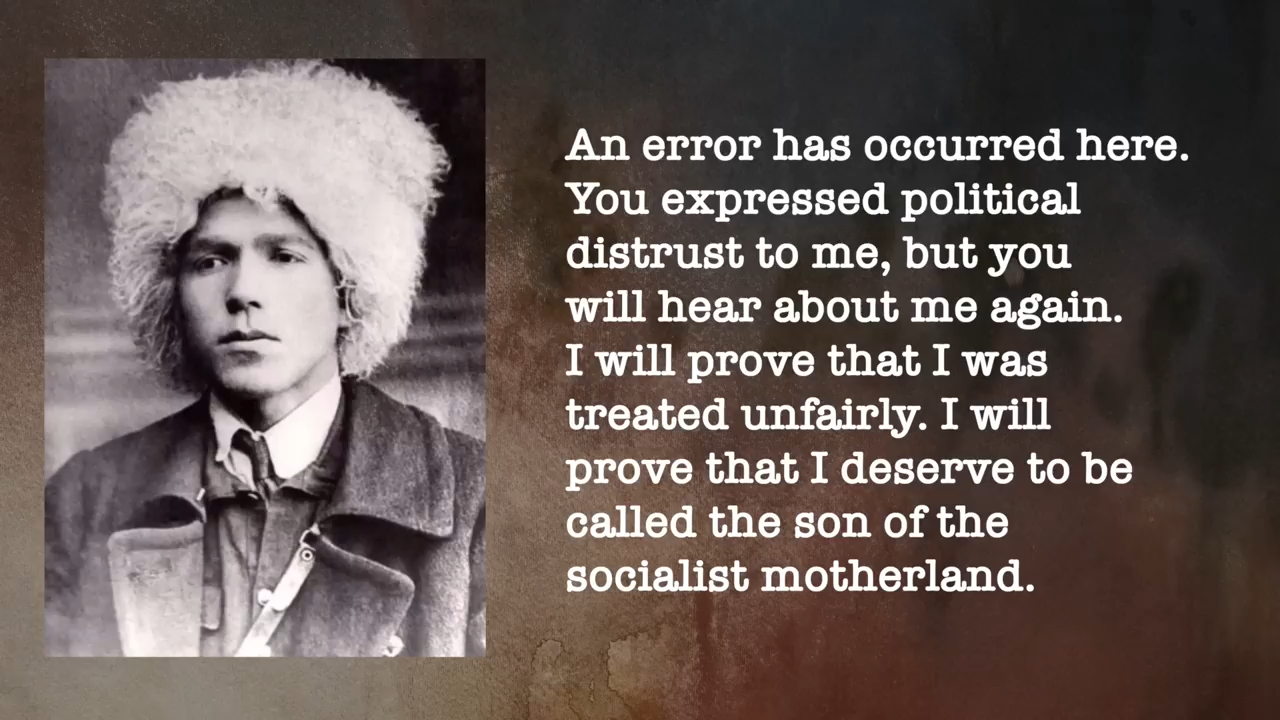 An error has occurred here.
You expressed political
distrust to me, but you
will hear about me again.
I will prove that I was
treated unfairly. I will
prove that I deserve to be
called the son of the
socialist motherland.